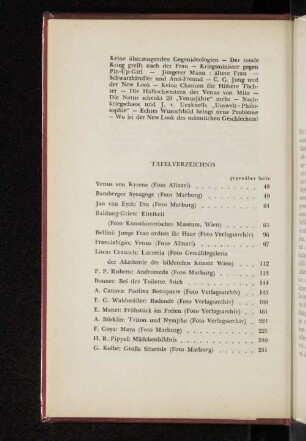 Keine überzeugenden Gegenideologien — Der totale
Krieg greift nach der Frau — Kriegsminister gegen
Pin-Up-Girl — Jüngerer Mann : ältere Frau —
Schwarzhändler und Ami-Freund — C. G. Jung und
der New Look — Keine Chancen für Höhere Töch-
ter — Die Halbschwestern der Venus von Milo —
Die Natur schenkt 20 „Venusjahre“ mehr — Nach-
kriegschaos und J. v. Uexkuells „Umwelt-Philo-
sophie“ — Echtes Wunschbild bringt neue Probleme
— Wo ist der New Look des männlichen Geschlechtes?
TAFELVERZEICHNIS
gegenüber Seite
Venus von Kyrene (Foto Alinari) . . . . . . . . . 48
Bamberger Synagoge (Foto Marburg) . . . . . . . . 49
Jan van Eyck: Eva (Foto Marburg) . . . . . . . . 64
Baldung-Grien: Eitelkeit
(Foto Kunsthistorisches Museum, Wien) . . . . . 65
Bellini: Junge Frau ordnet ihr Haar (Foto Verlagsarchiv) . 96
Franciabigio: Venus (Foto Alinari) . . . . . . . . 97
Lucas Cranach: Lucretia (Foto Gemäldegalerie
der Akademie der bildenden Künste Wien) . . . . 112
P. P. Rubens: Andromeda (Foto Marburg) . . . . . . 113
Bonnet: Bei der Toilette. Stich . . . . . . . . . 144
A. Canova: Paolina Bonaparte (Foto Verlagsarchiv) . . . 145
F. G. Waldmüller: Badende (Foto Verlagsarchiv) . . . . 160
E. Manet: Frühstück im Freien (Foto Verlagsarchiv) . . . 161
A. Böcklin: Triton und Nymphe (Foto Verlagsarchiv) . . 224
F. Goya: Maya (Foto Marburg) . . . . . . . . . 225
H. R. Pippal: Mädchenbildnis . . . . . . . . . 240
G. Kolbe: Große Sitzende (Foto Marburg) . . . . . . 241